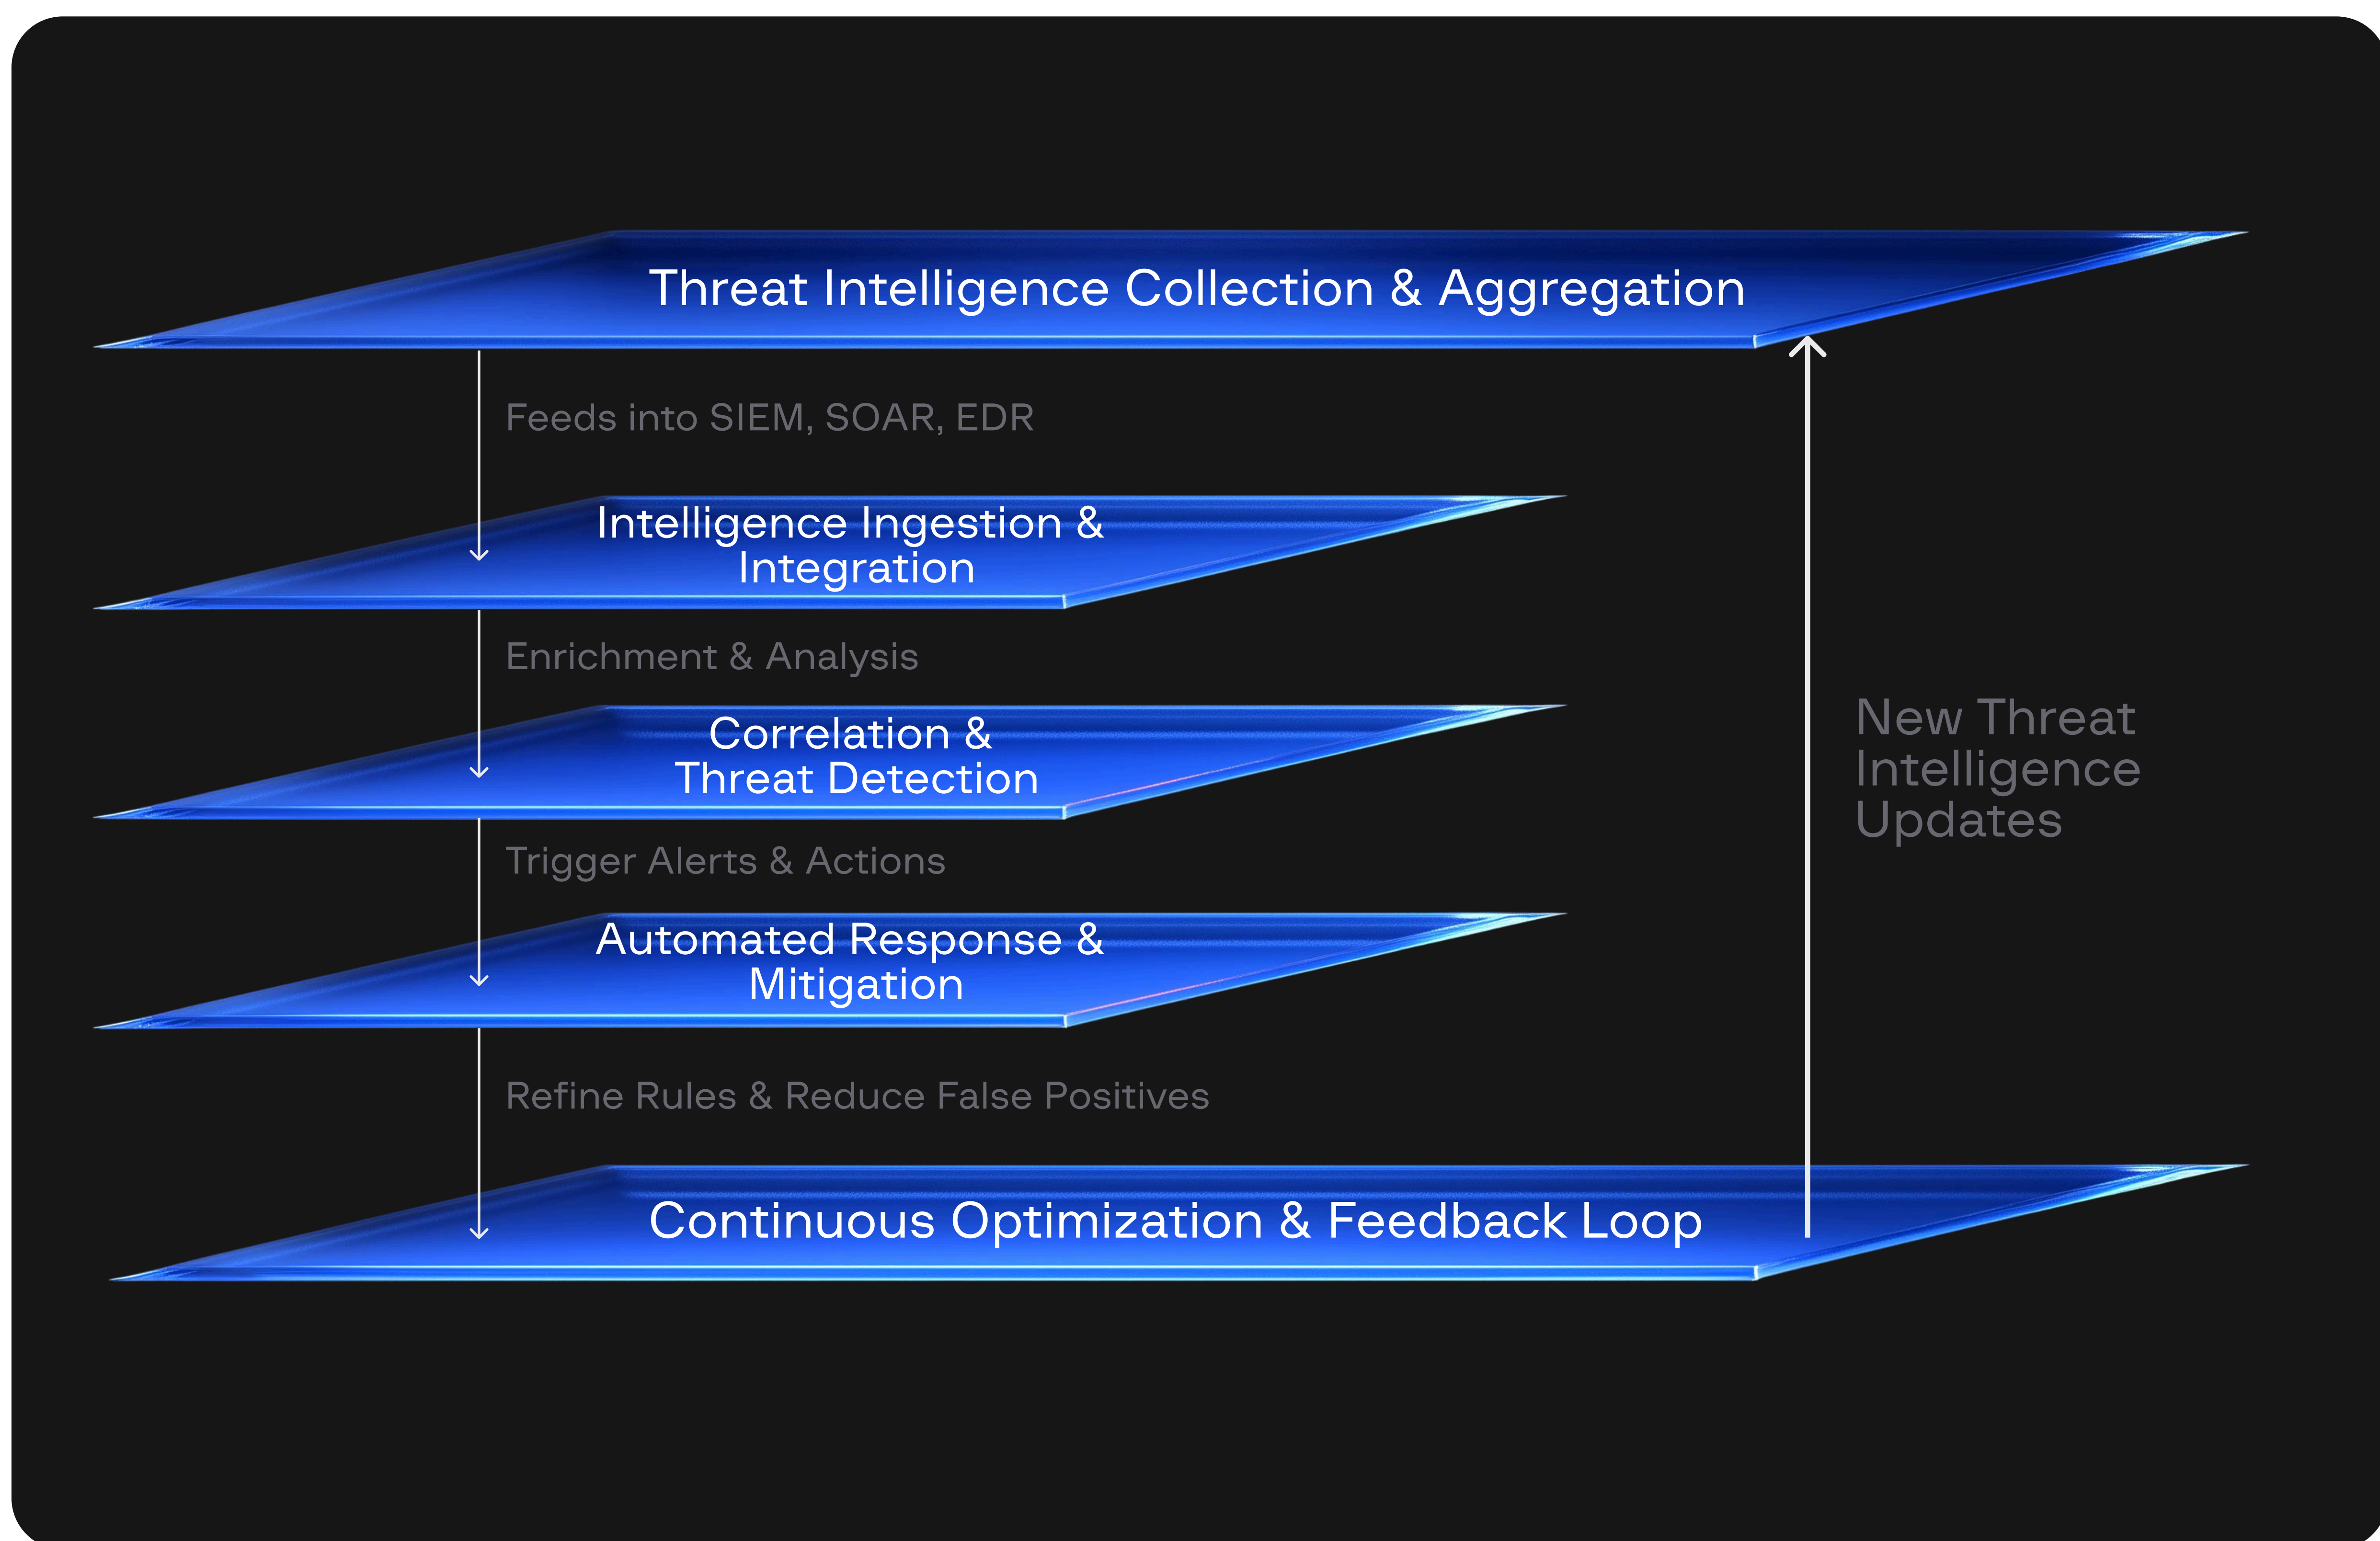 Threat Intelligence Collection & Aggregation
Feeds into SIEM, SOAR, EDR
Intelligence Ingestion &
Integration
Enrichment & Analysis
Correlation &
Threat Detection
Trigger Alerts & Actions
Automated Response &
Mitigation
Refine Rules & Reduce False Positives
Continuous Optimization & Feedback Loop
New Threat
Intelligence
Updates